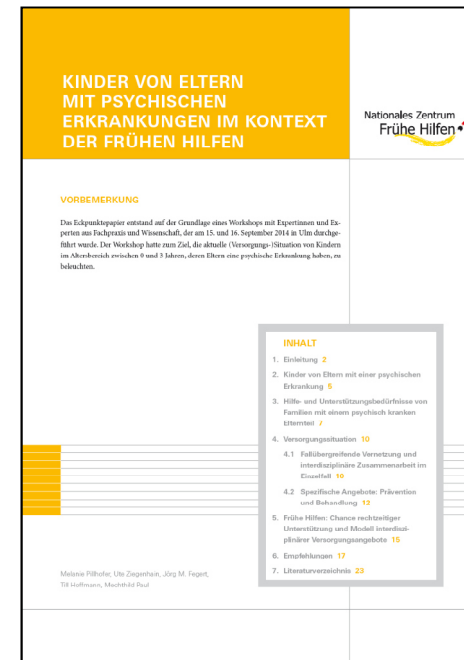 KINDER VON ELTERN
MIT PSYCHISCHEN
ERKRANKUNGEN IM KONTEXT
DER FRÜHEN HILFEN
Nationales Zentrum
Frühe Hilfen
VORBEMERKUNG
Das Eckpunktepapier entstand auf der Grundlage eines Workshops mit Expertinnen und Ex-
perten aus Fachpraxis und Wissenschaft, der am 15. und 16. September 2014 in Ulm durchge-
führt wurde. Der Workshop hatte zum Ziel, die aktuelle (Versorgungs-)Situation von Kindern
im Altersbereich zwischen 0 und 3 Jahren, deren Eltern eine psychische Erkrankung haben, zu
beleuchten.
INHALT
1. Einleitung 2
2. Kinder von Eltern mit einer psychischen
Erkrankung 5
3. Hilfe- und Unterstützungsbedürfnisse von
Familien mit einem psychisch kranken
Elternteil 7
4. Versorgungssituation 10
4.1 Fallübergreifende Vernetzung und
interdisziplinäre Zusammenarbeit im
Einzelfall 10
4.2 Spezifische Angebote: Prävention
und Behandlung 13
5. Frühe Hilfen: Chance rechtzeitiger
Unterstützung und Modell interdiszi-
plinärer Versorgungsangebote 15
6. Empfehlungen 17
7. Literaturverzeichnis 23
Melanie Pillhofer, Ute Ziegenhain, Jörg M. Fegert,
Till Hoffmann, Mechthild Paul